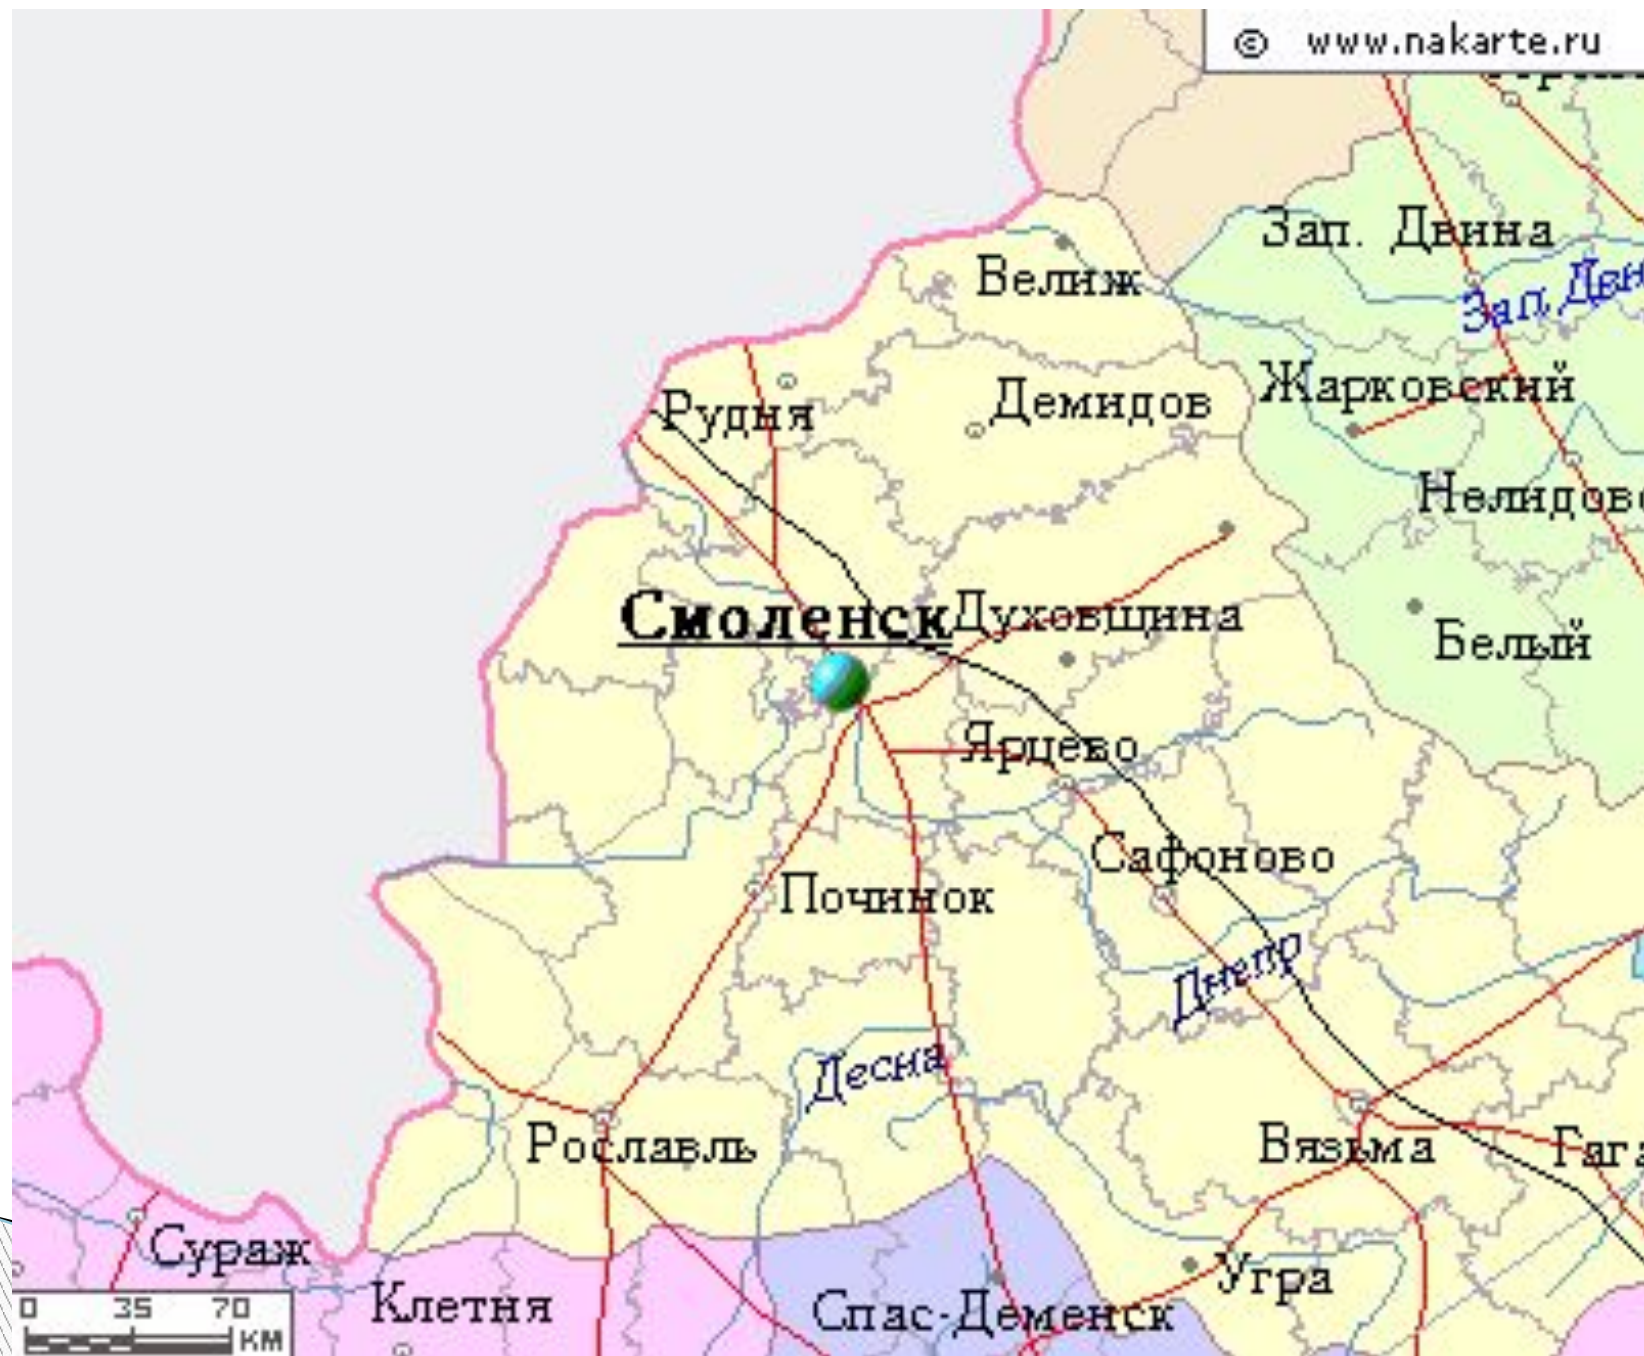 © www.nakarte.ru
Зап. Двина
Велиж
Зап. Дви
Жарковский
Рудня
Демидов
Нелидово
Смоленск
Духовщина
Белый
Ярцево
Сафоново
Починок
Днепр
Десна
Рославль
Вязьма
Гага
Сураж
Угра
Клетня
Спас-Деменск
0 35 70
КМ